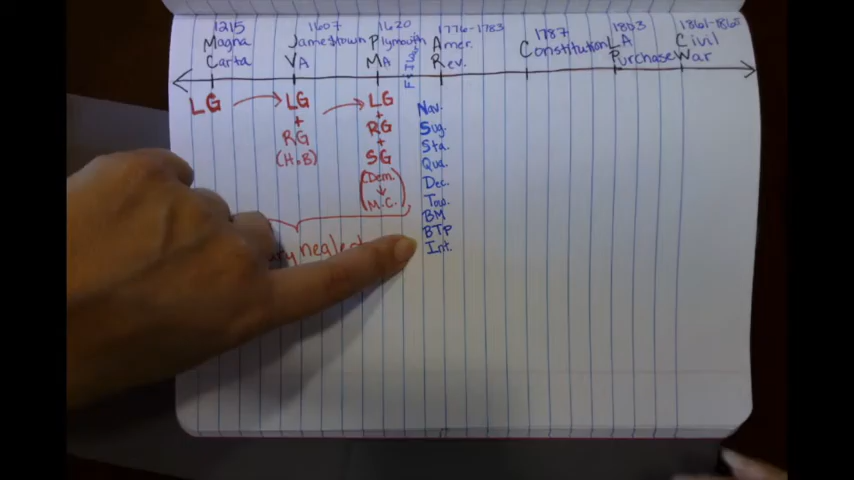 1215
Magna
Carta
1607
Jamestown
VA
1620
Plymouth
MA
1776-1783
Amer.
Rev.
1787
Constitution
1803
LA
Purchase
1861-1865
Civil
War
LG
LG
+
RG
(H.B)
LG
+
RG
+
SG
(Dem.
M.C.)
neglect
Nav.
Sug.
Sta.
Qua.
Dec.
Tow.
BM
BTP
Int.